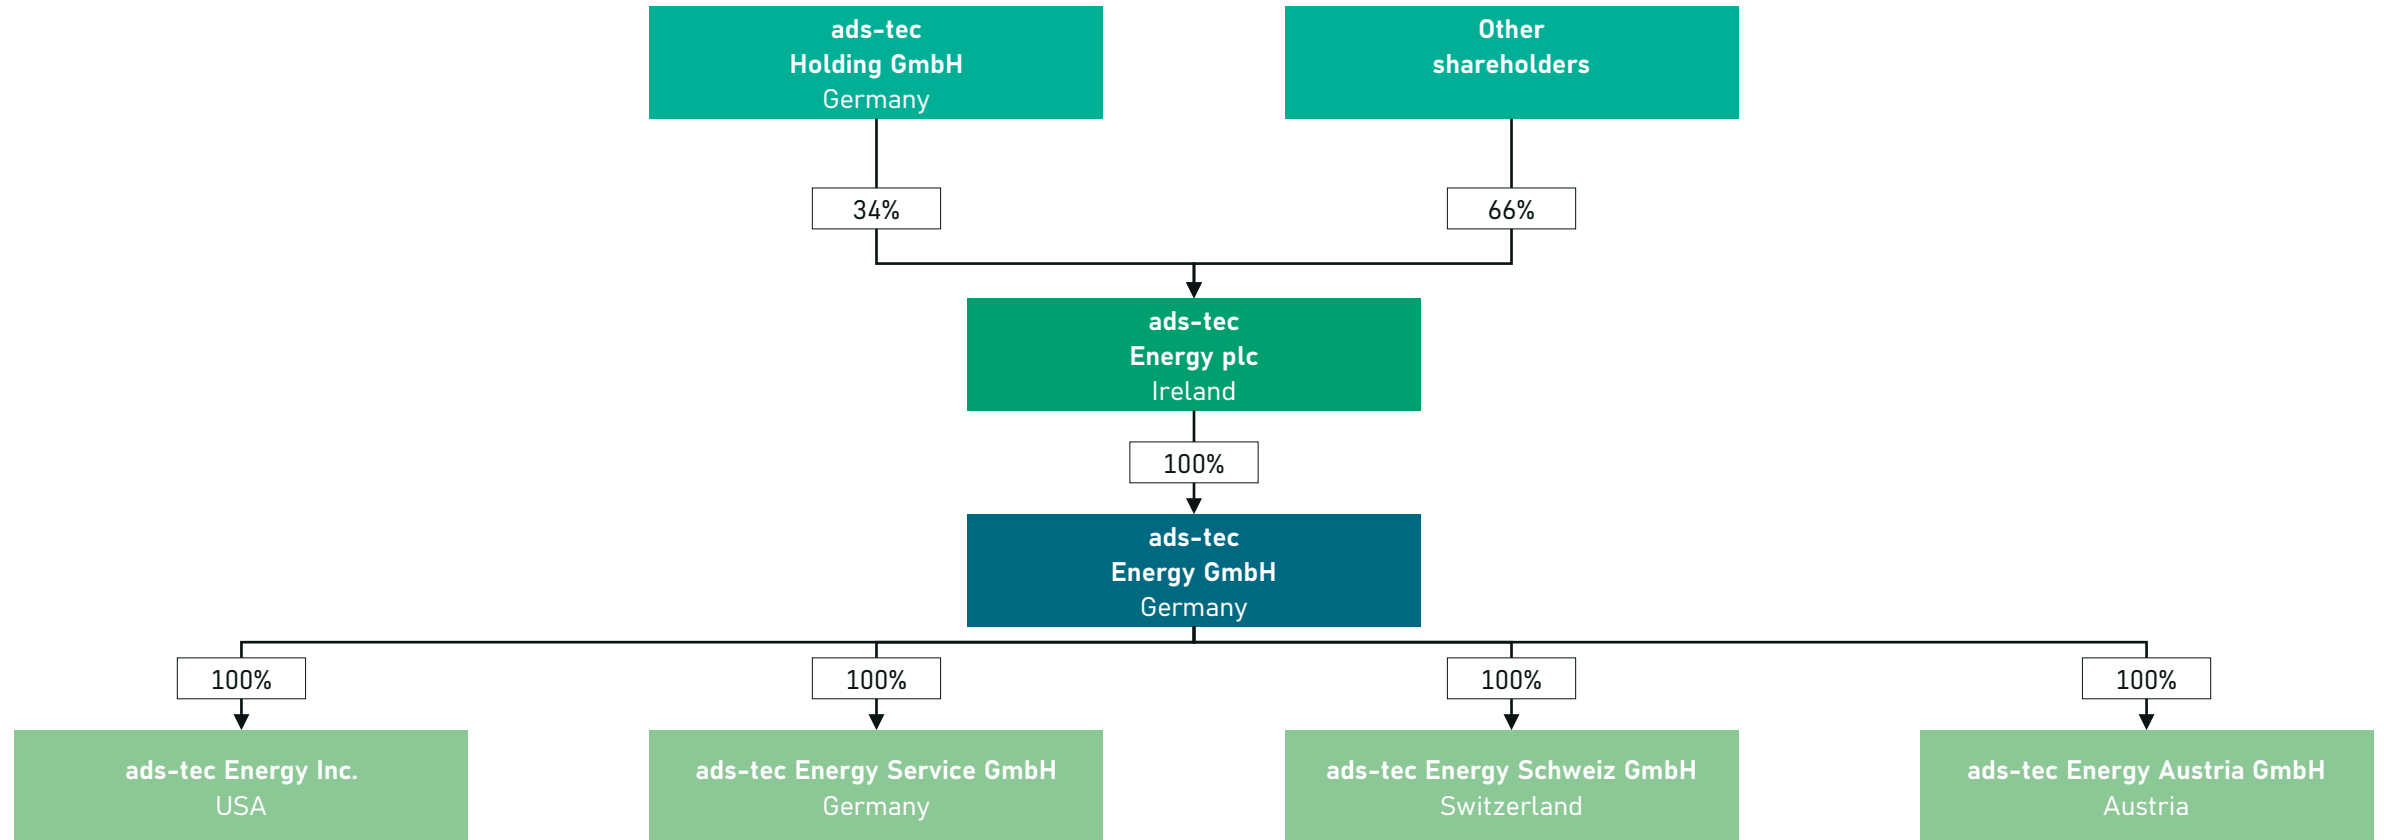 ads-tec
Holding GmbH
Germany
Other
shareholders
34%
66%
ads-tec
Energy plc
Ireland
100%
ads-tec
Energy GmbH
Germany
100%
100%
100%
100%
ads-tec Energy Inc.
USA
ads-tec Energy Service GmbH
Germany
ads-tec Energy Schweiz GmbH
Switzerland
ads-tec Energy Austria GmbH
Austria